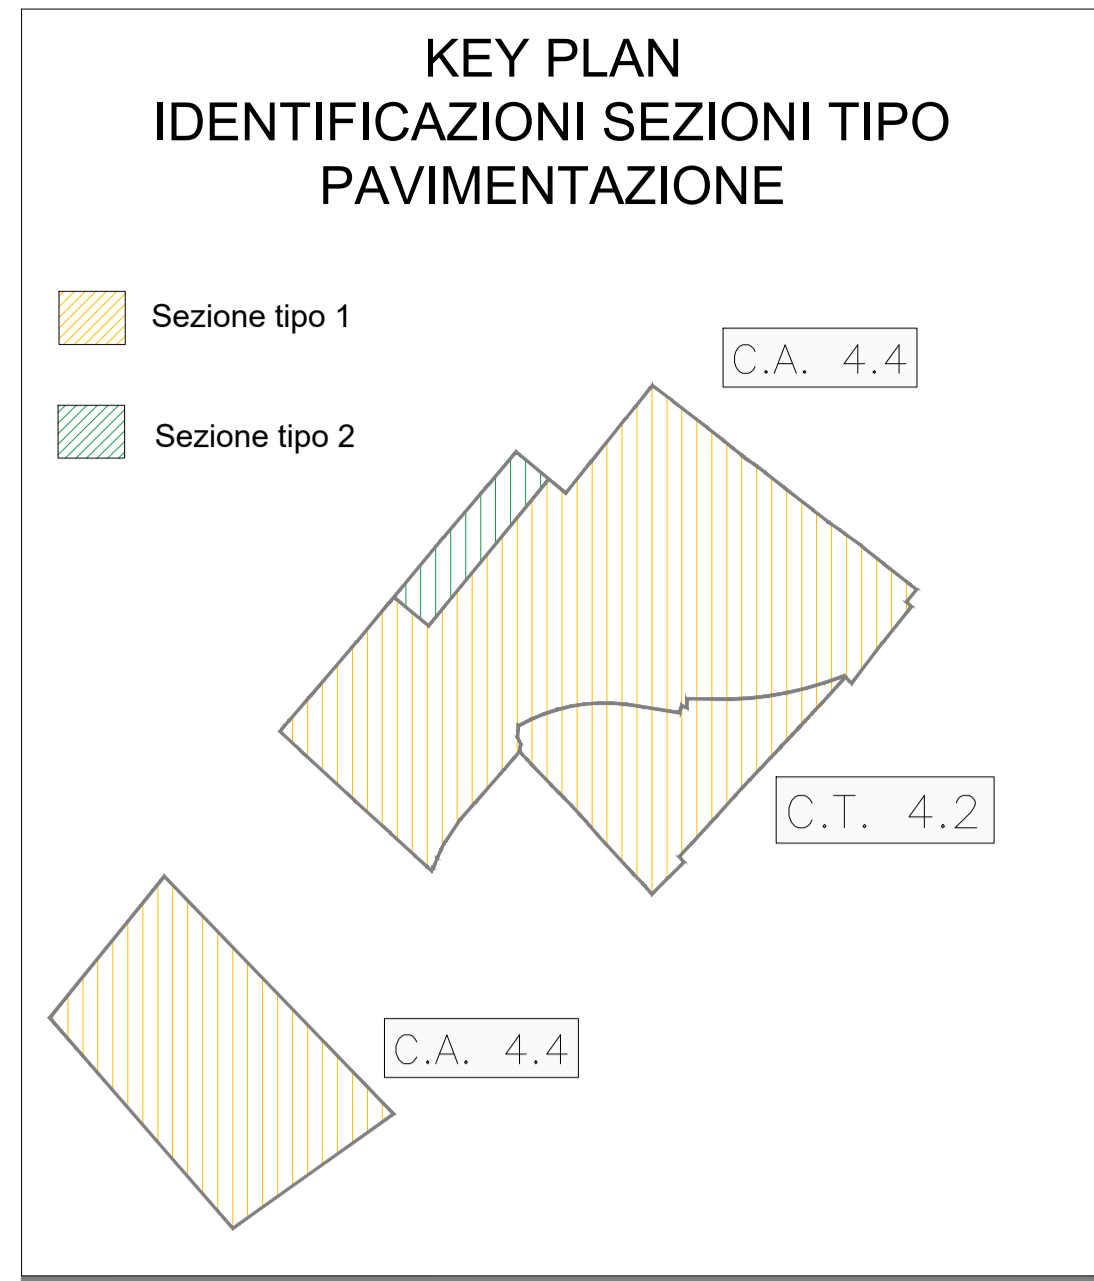 KEY PLAN
IDENTIFICAZIONI SEZIONI TIPO
PAVIMENTAZIONE
Sezione tipo 1
C.A. 4.4
Sezione tipo 2
C.T. 4.2
C.A. 4.4